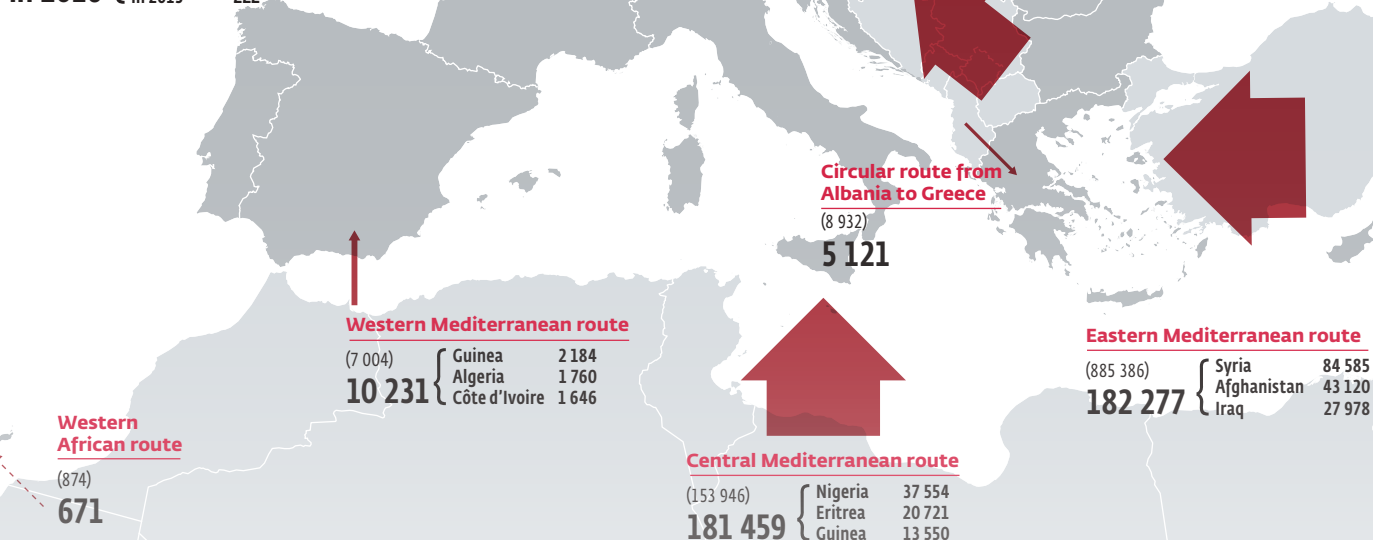 in 2015 222
Circular route from
Albania to Greece
(8 932)
5 121
Western Mediterranean route
(7 004)
10 231
Guinea 2 184
Algeria 1 760
Côte d'Ivoire 1 646
Eastern Mediterranean route
(885 386)
182 277
Syria 84 585
Afghanistan 43 120
Iraq 27 978
Western
African route
(874)
671
Central Mediterranean route
(153 946)
181 459
Nigeria 37 554
Eritrea 20 721
Guinea 13 550